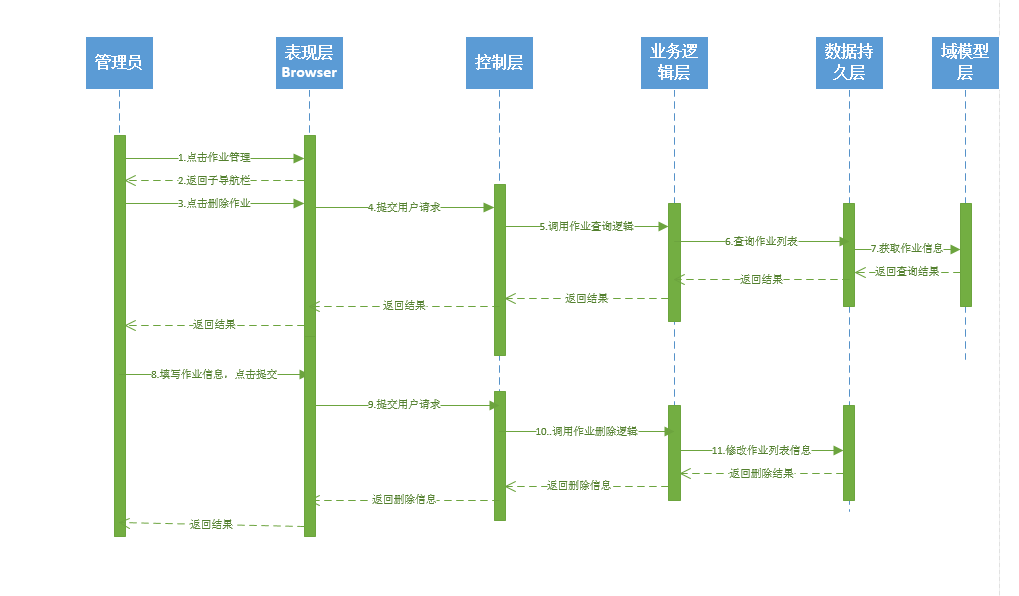 管理员
表现层
Browser
控制层
业务逻
辑层
数据持
久层
域模型
层
1.点击作业管理
2.返回子导航栏
3.点击删除作业
4.提交用户请求
5.调用作业查询逻辑
6.查询作业列表
7.获取作业信息
返回查询结果
返回结果
返回结果
返回结果
返回结果
8.填写作业信息，点击提交
9.提交用户请求
10..调用作业删除逻辑
11.修改作业列表信息
返回删除结果
返回删除信息
返回删除信息
返回结果